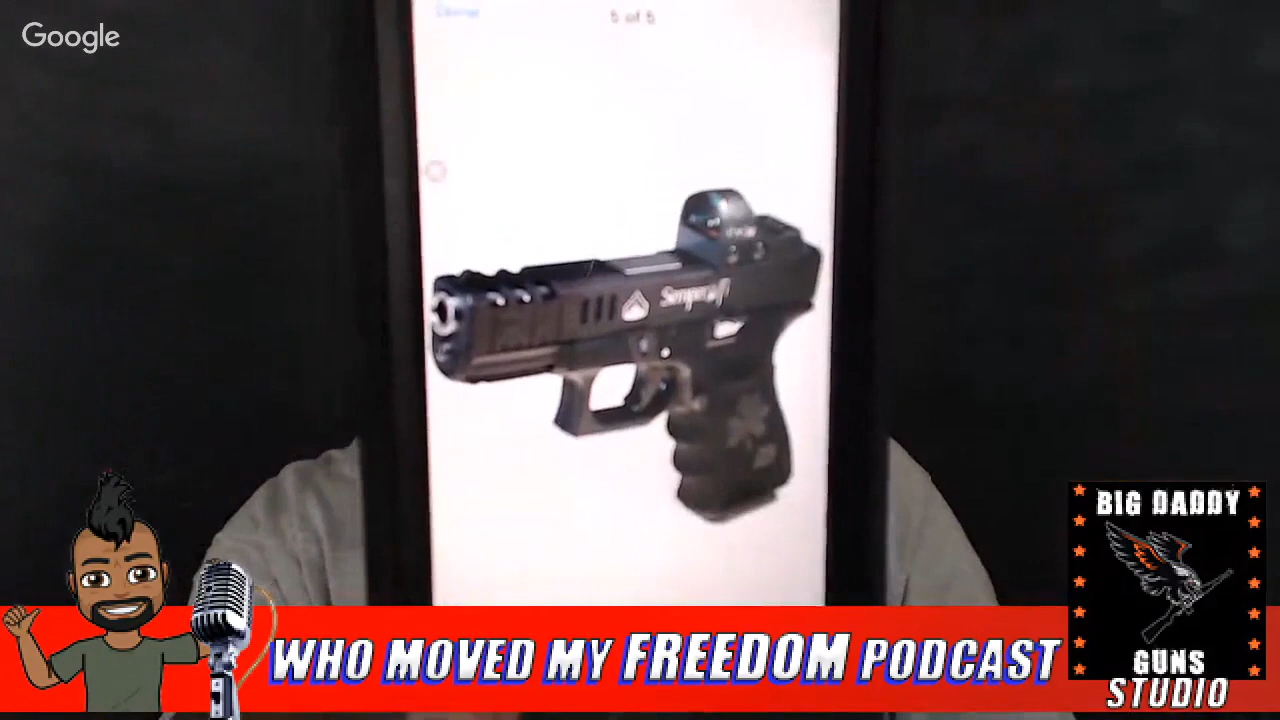 Google
5 of 5
Semper fi
WHO MOVED MY FREEDOM PODCAST
BIG DADDY
GUNS
STUDIO